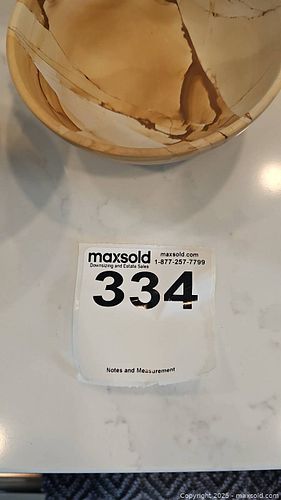 maxsold
Downsizing and Estate Sales
maxsold.com
1-877-257-7799
334
Notes and Measurement
Copyright 2025 - maxsold.com